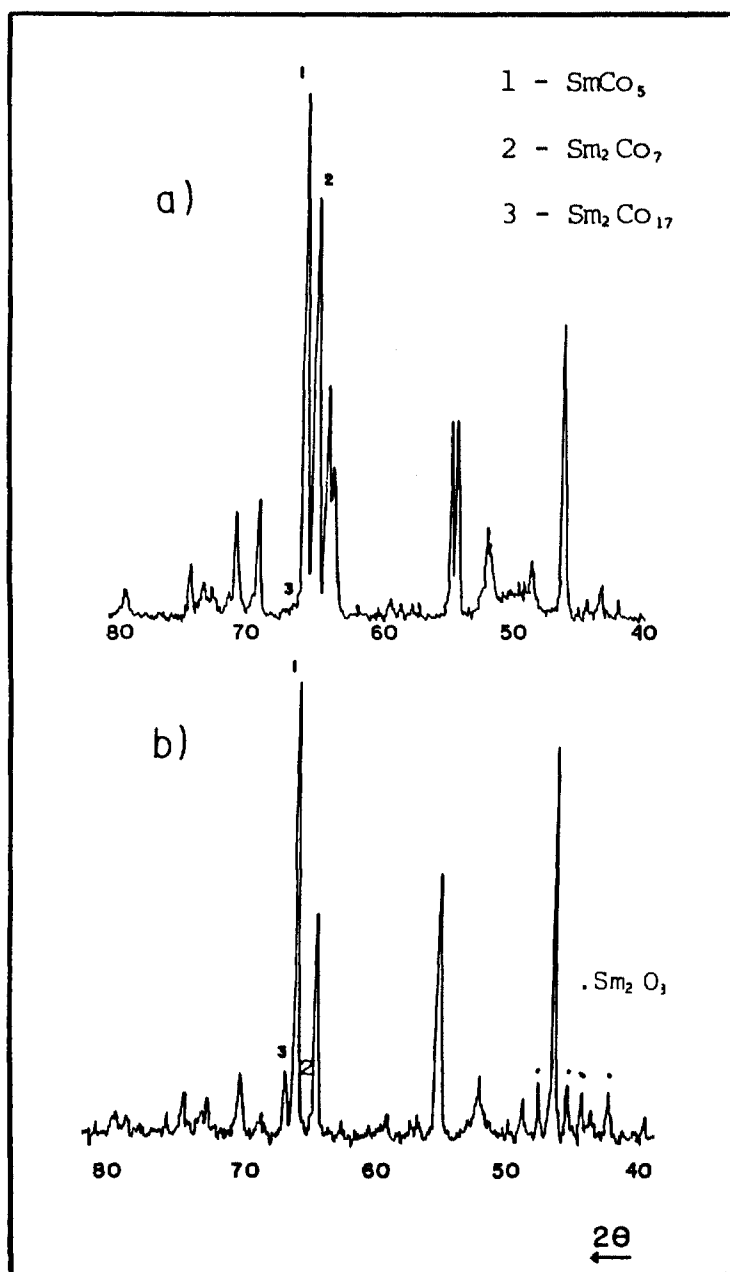 1 - SmCo₅
2 - Sm₂Co₇
3 - Sm₂Co₁₇
a)
1
2
3
80 70 60 50 40
b)
1
3
2
.Sm₂O₃
80 70 60 50 40
2θ